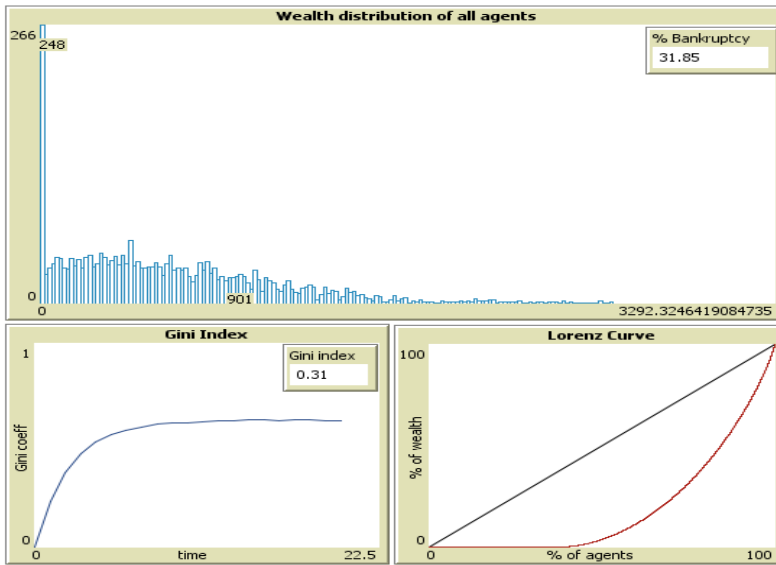 Wealth distribution of all agents
266
248
% Bankruptcy
31.85
901
0
0
3292.3246419084735
Gini Index
1
Gini index
0.31
Gini coeff
0
0
time
22.5
Lorenz Curve
100
% of wealth
0
0
% of agents
100